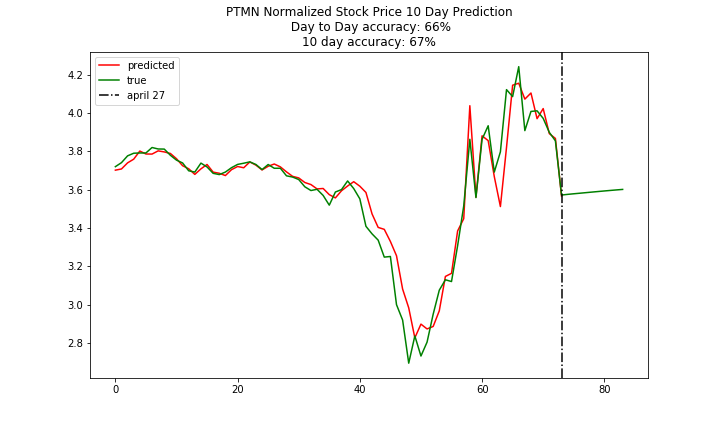 PTMN Normalized Stock Price 10 Day Prediction
Day to Day accuracy: 66%
10 day accuracy: 67%
predicted
true
april 27
4.2
4.0
3.8
3.6
3.4
3.2
3.0
2.8
0 20 40 60 80